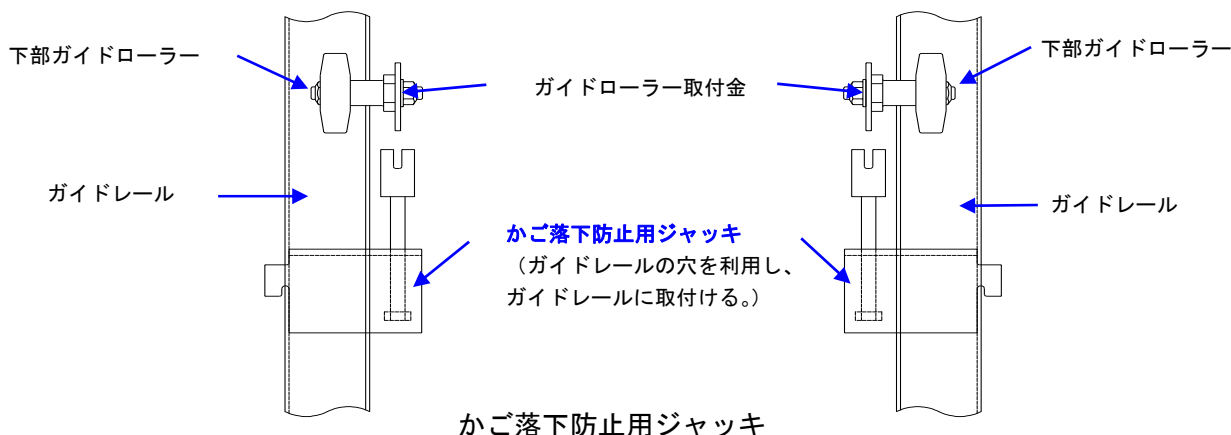 下部ガイドローラー
ガイドローラー取付金
下部ガイドローラー
ガイドレール
ガイドレール
かご落下防止用ジャッキ
（ガイドレールの穴を利用し、
ガイドレールに取付ける。）
かご落下防止用ジャッキ